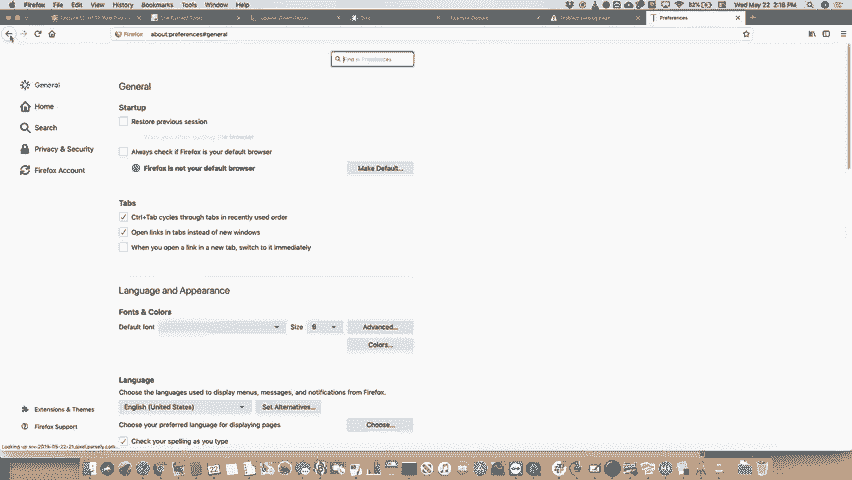 Firefox File Edit View History Bookmarks Tools Window Help
Wed May 22 2:16 PM
Preferences
Firefox about:preferences#general
Find in Preferences
General
Home
Search
Privacy & Security
Firefox Account
Extensions & Themes
Firefox Support
General
Startup
Restore previous session
Always check if Firefox is your default browser
Firefox is not your default browser
Make Default...
Tabs
Ctrl+Tab cycles through tabs in recently used order
Open links in tabs instead of new windows
When you open a link in a new tab, switch to it immediately
Language and Appearance
Fonts & Colors
Default font Size Advanced...
Colors...
Language
Choose the languages used to display menus, messages, and notifications from Firefox.
English (United States) Set Alternatives...
Choose your preferred language for displaying pages Choose...
Check your spelling as you type